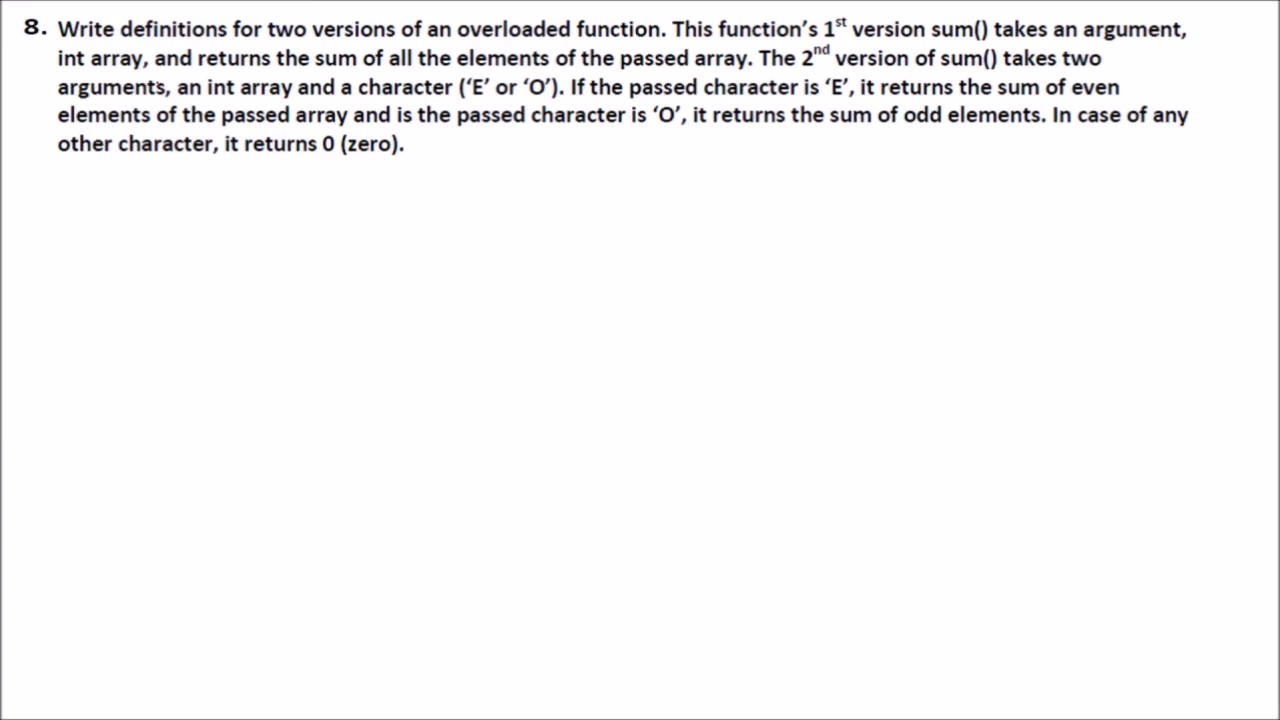 8. Write definitions for two versions of an overloaded function. This function’s 1st version sum() takes an argument,
int array, and returns the sum of all the elements of the passed array. The 2nd version of sum() takes two
arguments, an int array and a character (‘E’ or ‘O’). If the passed character is ‘E’, it returns the sum of even
elements of the passed array and is the passed character is ‘O’, it returns the sum of odd elements. In case of any
other character, it returns 0 (zero).